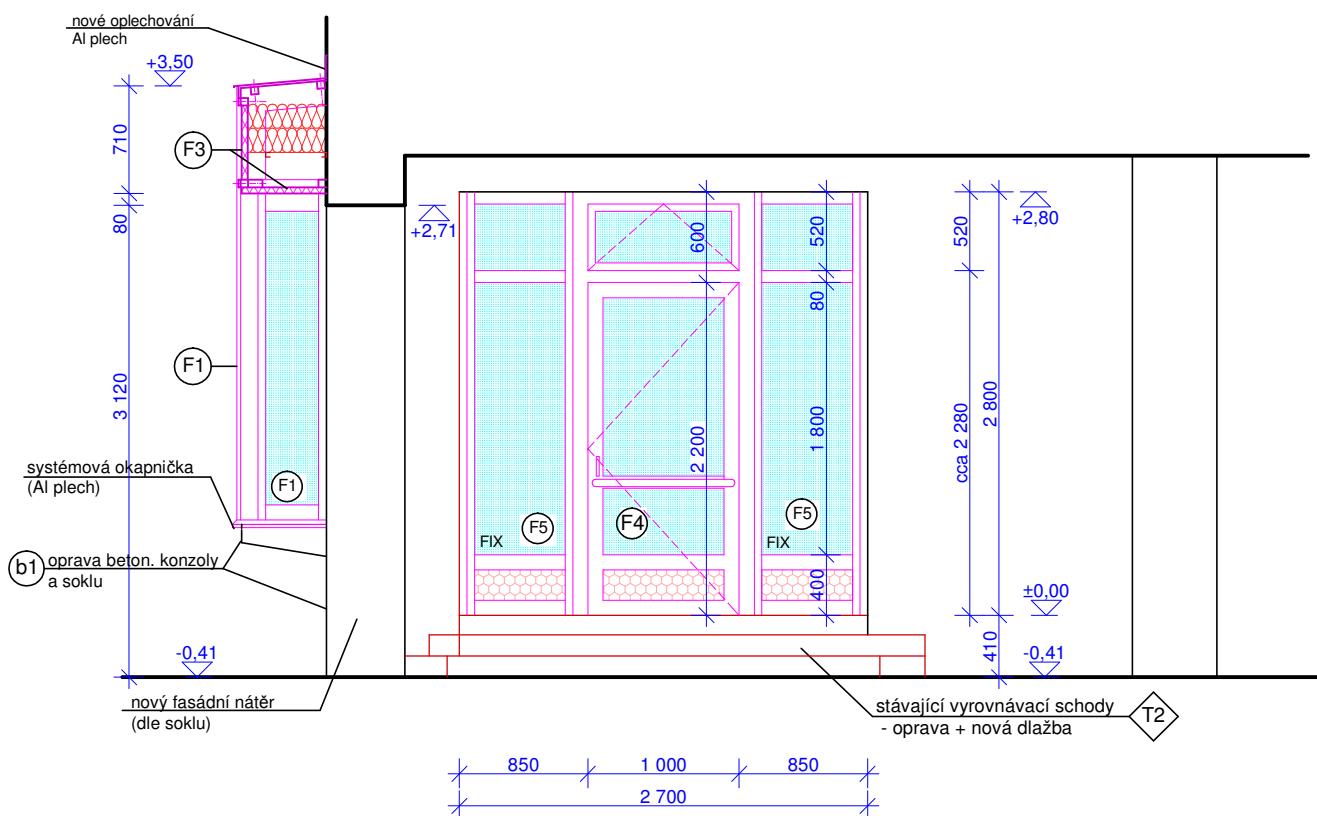 nové oplechování
Al plech
+3,50
710
F3
80
+2,71
600
520
520
+2,80
80
F1
3 120
2 200
1 800
cca 2 280
2 800
systémová okapnička
(Al plech)
F1
F5
F4
F5
FIX
FIX
b1
oprava beton. konzoly
a soklu
400
±0,00
410
-0,41
-0,41
nový fasádní nátěr
(dle soklu)
stávající vyrovnávací schody
- oprava + nová dlažba
T2
850
1 000
850
2 700